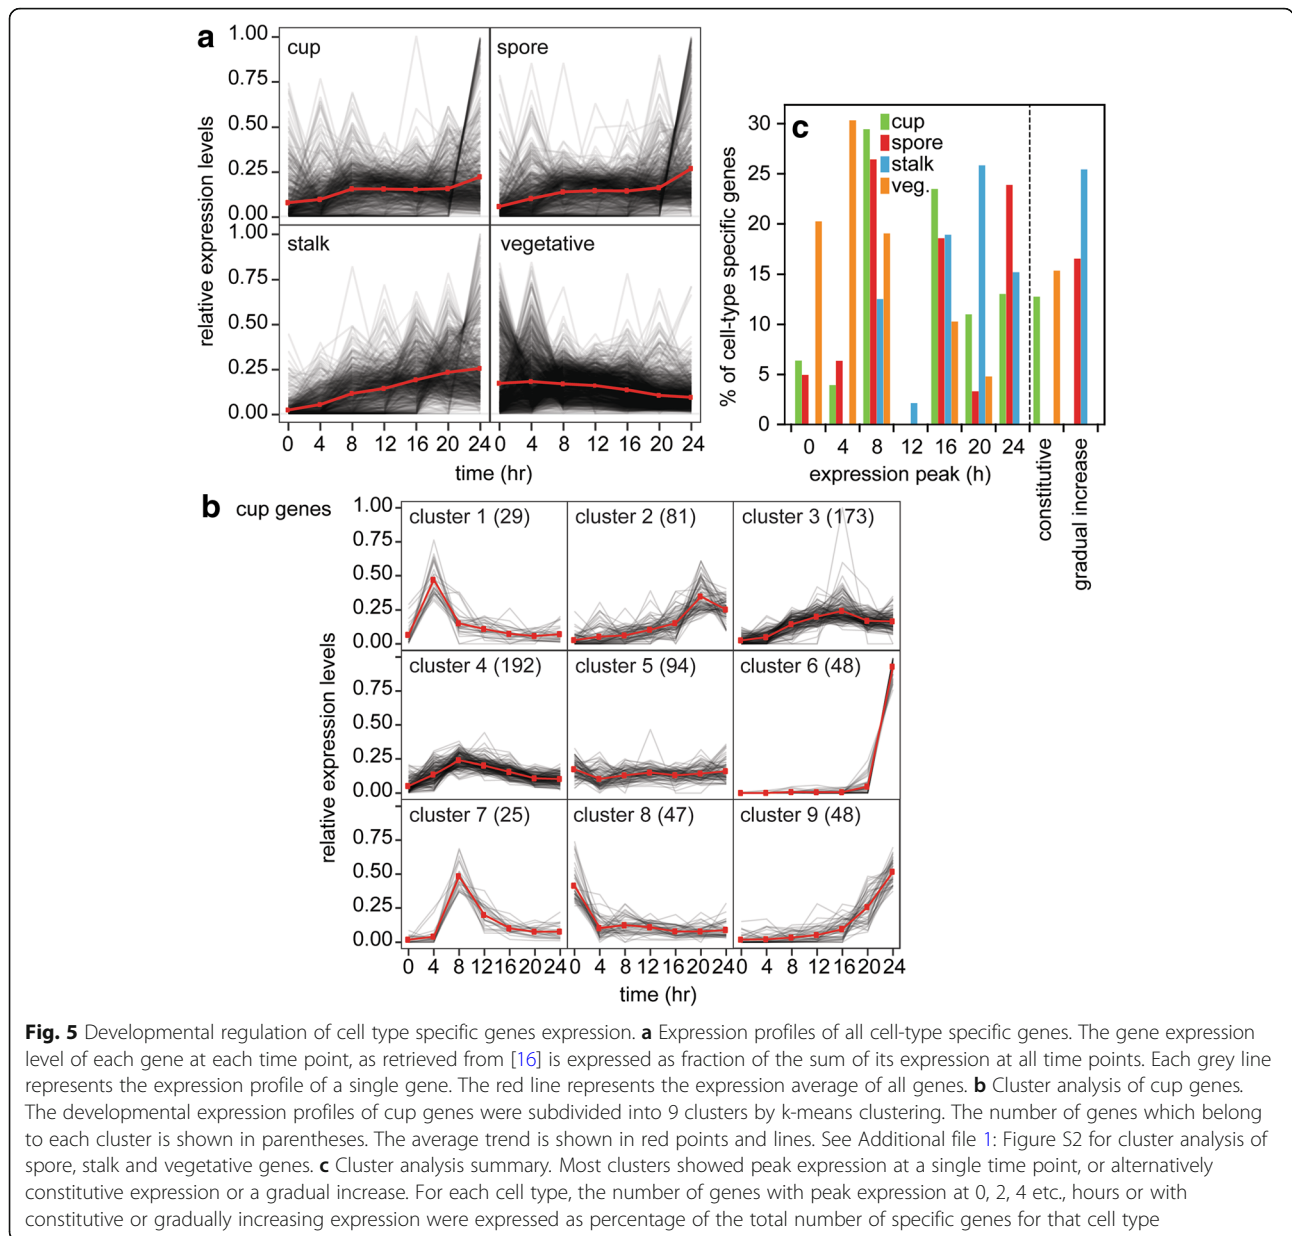 a
1.00
0.75
0.50
0.25
0.00
cup
spore
1.00
0.75
0.50
0.25
0.00
stalk
vegetative
relative expression levels
0 4 8 12 16 20 24 0 4 8 12 16 20 24
time (hr)
c
30
25
20
15
10
5
0
% of cell-type specific genes
cup
spore
stalk
veg.
0 4 8 12 16 20 24
constitutive
gradual increase
expression peak (h)
b cup genes
1.00
0.75
0.50
0.25
0.00
cluster 1 (29) cluster 2 (81) cluster 3 (173)
0.75
0.50
0.25
0.00
cluster 4 (192) cluster 5 (94) cluster 6 (48)
0.75
0.50
0.25
0.00
cluster 7 (25) cluster 8 (47) cluster 9 (48)
relative expression levels
0 4 8 12 16 20 24 0 4 8 12 16 20 24 0 4 8 12 16 20 24
time (hr)
Fig. 5 Developmental regulation of cell type specific genes expression. a Expression profiles of all cell-type specific genes. The gene expression
level of each gene at each time point, as retrieved from [16] is expressed as fraction of the sum of its expression at all time points. Each grey line
represents the expression profile of a single gene. The red line represents the expression average of all genes. b Cluster analysis of cup genes.
The developmental expression profiles of cup genes were subdivided into 9 clusters by k-means clustering. The number of genes which belong
to each cluster is shown in parentheses. The average trend is shown in red points and lines. See Additional file 1: Figure S2 for cluster analysis of
spore, stalk and vegetative genes. c Cluster analysis summary. Most clusters showed peak expression at a single time point, or alternatively
constitutive expression or a gradual increase. For each cell type, the number of genes with peak expression at 0, 2, 4 etc., hours or with
constitutive or gradually increasing expression were expressed as percentage of the total number of specific genes for that cell type